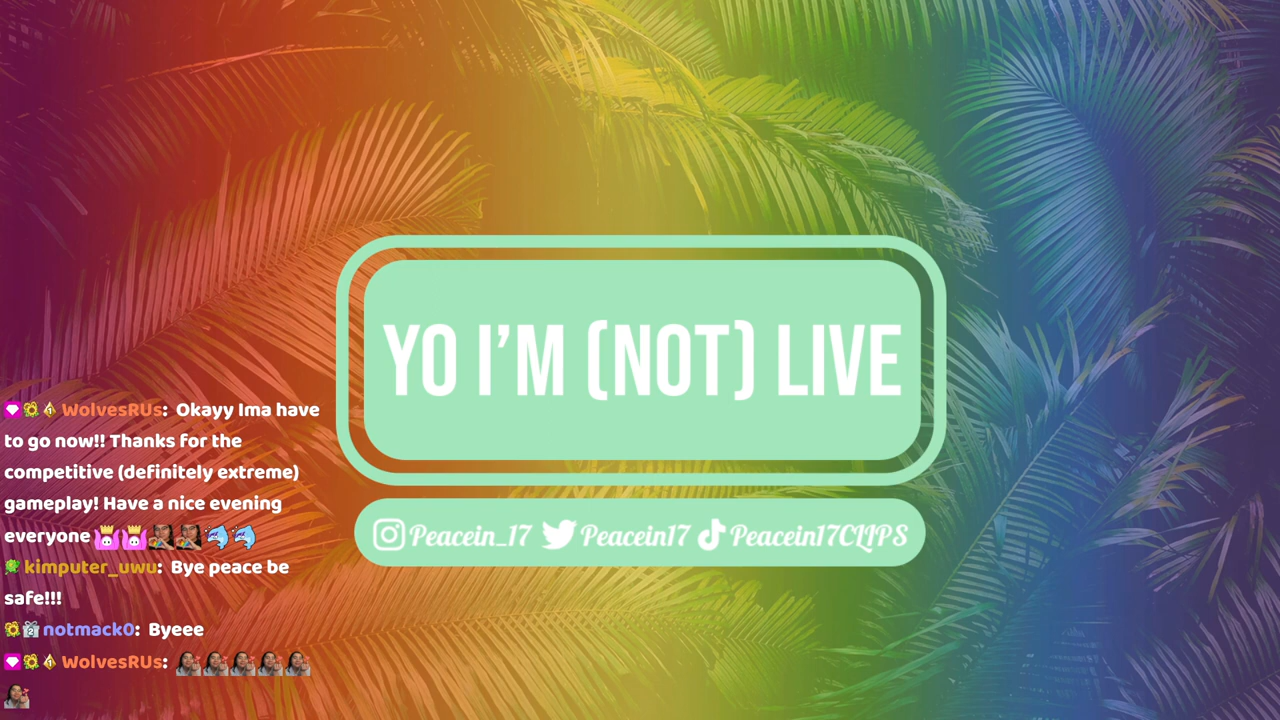 YO I'M (NOT) LIVE
Peacein_17 Peacein17 Peacein17CLIPS
WolvesRUs: Okayy Ima have
to go now!! Thanks for the
competitive (definitely extreme)
gameplay! Have a nice evening
everyone
kimputer_uwu: Bye peace be
safe!!!
notmack0: Byeee
WolvesRUs: